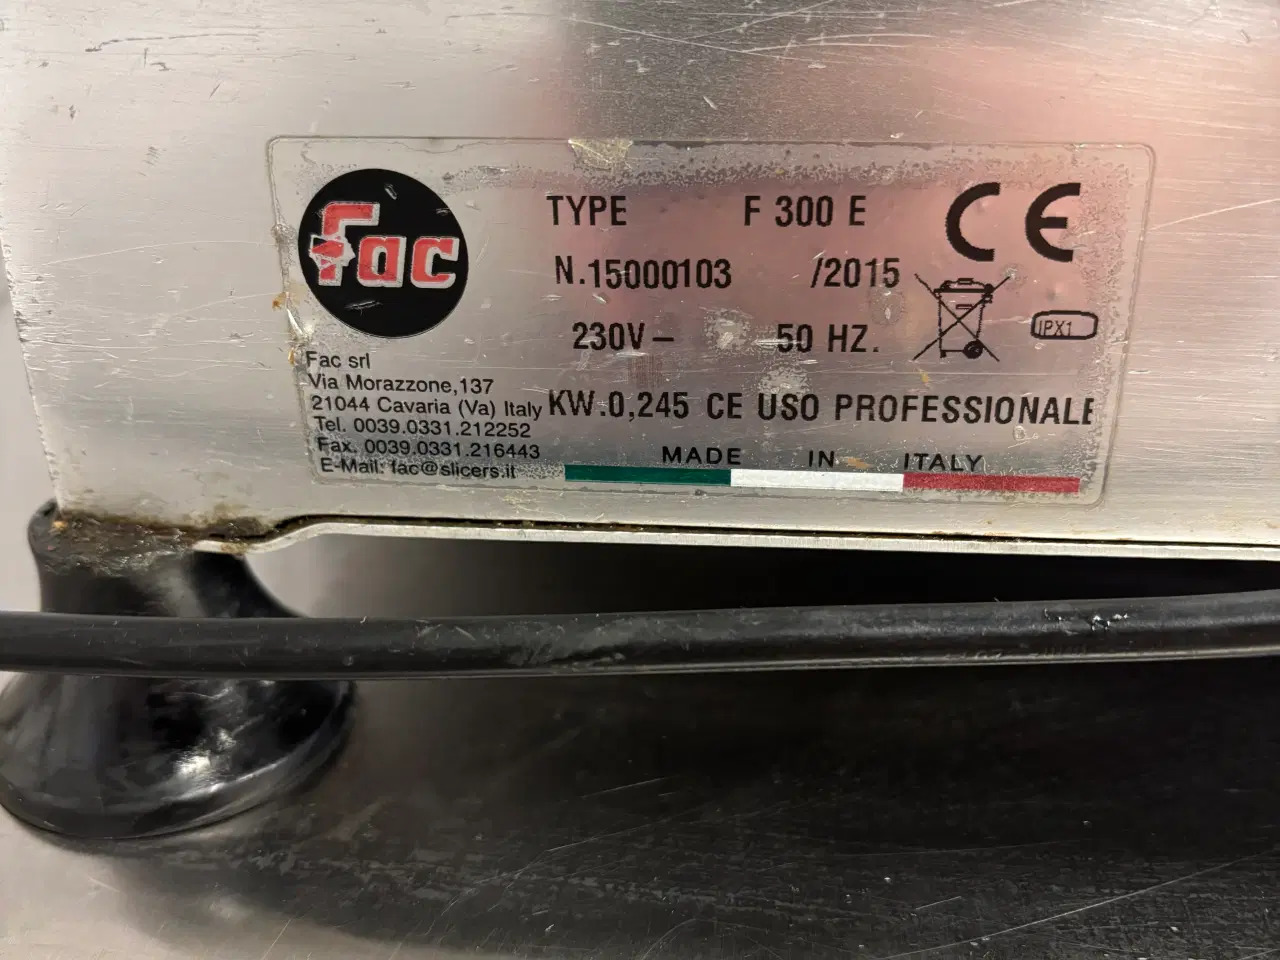 Fac
TYPE F 300 E
N.15000103 /2015
230V – 50 HZ.
KW.0,245 CE USO PROFESSIONALE
MADE IN ITALY
CE
IPX1
Fac srl
Via Morazzone,137
21044 Cavaria (Va) Italy
Tel. 0039.0331.212252
Fax. 0039.0331.216443
E-Mail: fac@slicers.it